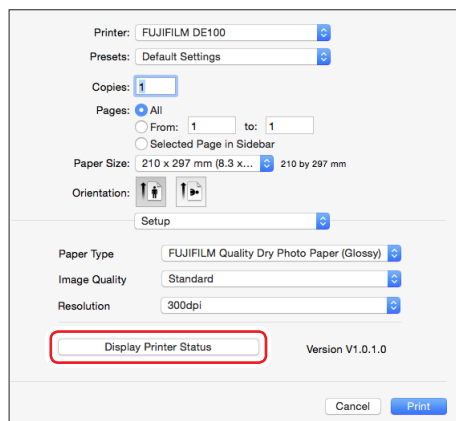 Printer: FUJIFILM DE100
Presets: Default Settings
Copies: 1
Pages: All
From: 1 to: 1
Selected Page in Sidebar
Paper Size: 210 x 297 mm (8.3 x... 210 by 297 mm
Orientation:
Setup
Paper Type FUJIFILM Quality Dry Photo Paper (Glossy)
Image Quality Standard
Resolution 300dpi
Display Printer Status Version V1.0.1.0
Cancel Print